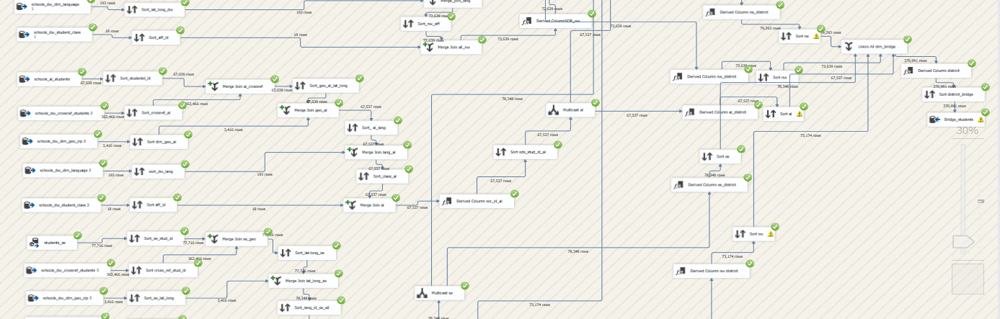 schools_dw_dim_language
1
193 rows
Sort_lat_long_dw
193 rows
schools_dw_student_class
1
18 rows
Sort_aff_id
18 rows
72,639 rows
Sort_nw_aff
72,639 rows
Merge Join all_nw
72,639 rows
Derived ColumnSOR_nw
67,537 rows
72,639 rows
Derived Column ne_district
79,293 rows
Sort ne
79,293 rows
Union All dim_bridge
370,991 rows
Derived Column district
370,991 rows
Sort district_bridge
370,991 rows
Bridge_students
30%
schools_al_students
67,039 rows
Sort_studentd_id
67,039 rows
Merge Join al_crossref
67,039 rows
Sort_geo_al_lat_long
67,039 rows
schools_dw_crossref_students 2
363,466 rows
Sort_crossref_al
363,466 rows
Merge Join geo_al
67,537 rows
schools_dw_dim_geo_zip 2
3,416 rows
Sort dim_geo_al
3,416 rows
Sort_ al_lang
67,537 rows
Merge Join lang_al
67,537 rows
schools_dw_dim_language 2
193 rows
sort_dw_lang
193 rows
Sort_class_al
67,537 rows
schools_dw_student_class 2
18 rows
Sort aff_id
18 rows
Merge Join al
67,537 rows
Derived Column sor_id_al
67,537 rows
Sort ods_stud_id_al
67,537 rows
Multicast al
67,537 rows
78,348 rows
Derived Column nw_district
72,639 rows
Sort nw
72,639 rows
67,537 rows
78,348 rows
Derived Column al_district
67,537 rows
Sort al
73,174 rows
Sort se
78,348 rows
Derived Column se_district
Sort sw
73,174 rows
Derived Column sw district
78,348 rows
students_se
77,716 rows
Sort_se_stud_id
77,716 rows
Merge Join se_geo
77,716 rows
Sort_lat-long_se
77,716 rows
schools_dw_crossref_students 3
363,466 rows
Sort cross_ref_stud_id
363,466 rows
Merge Join lat_long_se
78,348 rows
schools_dw_dim_geo_zip 3
3,416 rows
Sort_se_lat_long
3,416 rows
Sort_lang_id_se_all
Multicast se
78,348 rows
73,174 rows